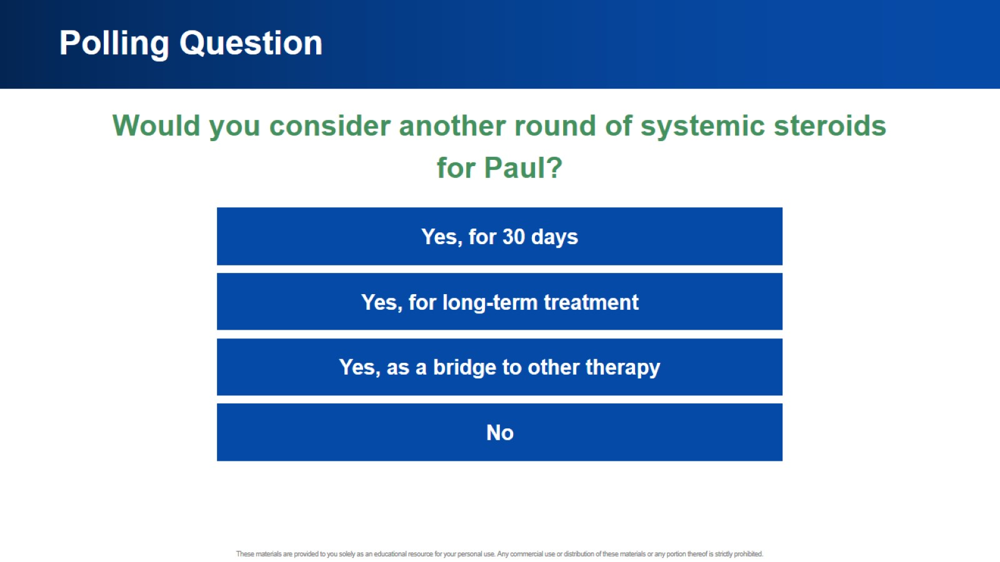 Polling Question
Would you consider another round of systemic steroids
for Paul?
Yes, for 30 days
Yes, for long-term treatment
Yes, as a bridge to other therapy
No
These materials are provided to you solely as an educational resource for your personal use. Any commercial use or distribution of these materials or any portion thereof is strictly prohibited.